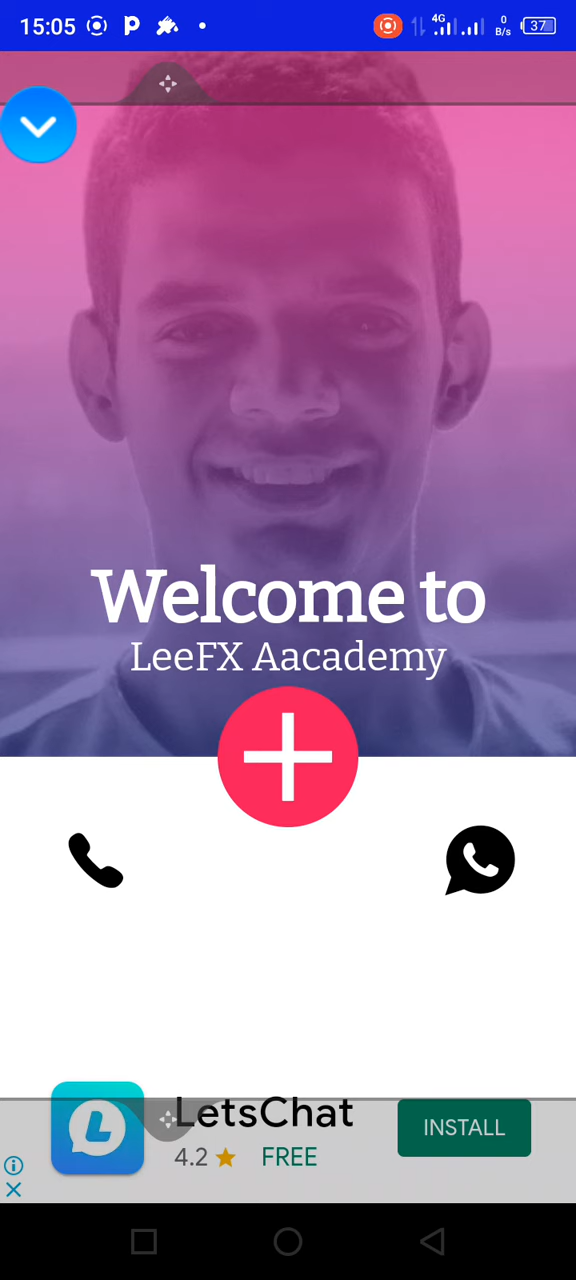 15:05
4G
0
B/s
37
Welcome to
LeeFX Aacademy
LetsChat
4.2
FREE
INSTALL